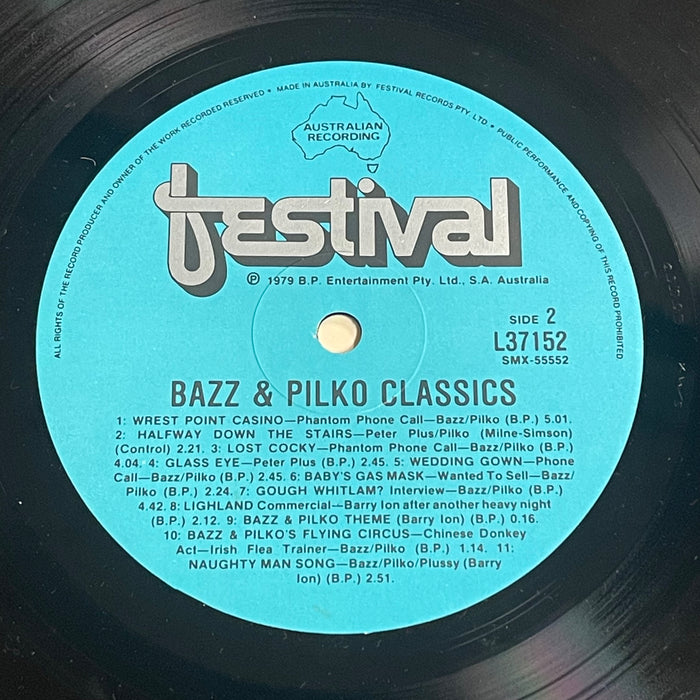 ALL RIGHTS OF THE RECORD PRODUCER AND OWNER OF THE WORK RECORDED RESERVED • MADE IN AUSTRALIA BY FESTIVAL RECORDS PTY. LTD • PUBLIC PERFORMANCE AND COPYING OF THIS RECORD PROHIBITED
AUSTRALIAN
RECORDING
festival
℗ 1979 B.P. Entertainment Pty. Ltd., S.A. Australia
SIDE 2
L37152
SMX-55552
BAZZ & PILKO CLASSICS
1: WREST POINT CASINO—Phantom Phone Call—Bazz/Pilko (B.P.) 5.01.
2: HALFWAY DOWN THE STAIRS—Peter Plus/Pilko (Milne-Simson)
(Control) 2.21. 3: LOST COCKY—Phantom Phone Call—Bazz/Pilko (B.P.)
4.04. 4: GLASS EYE—Peter Plus (B.P.) 2.45. 5: WEDDING GOWN—Phone
Call—Bazz/Pilko (B.P.) 2.45. 6: BABY'S GAS MASK—Wanted To Sell—Bazz/
Pilko (B.P.) 2.24. 7: GOUGH WHITLAM? Interview—Bazz/Pilko (B.P.)
4.42. 8: LIGHLAND Commercial—Barry Ion after another heavy night
(B.P.) 2.12. 9: BAZZ & PILKO THEME (Barry Ion) (B.P.) 0.16.
10: BAZZ & PILKO'S FLYING CIRCUS—Chinese Donkey
Act—Irish Flea Trainer—Bazz/Pilko (B.P.) 1.14. 11:
NAUGHTY MAN SONG—Bazz/Pilko/Plussy (Barry
Ion) (B.P.) 2.51.